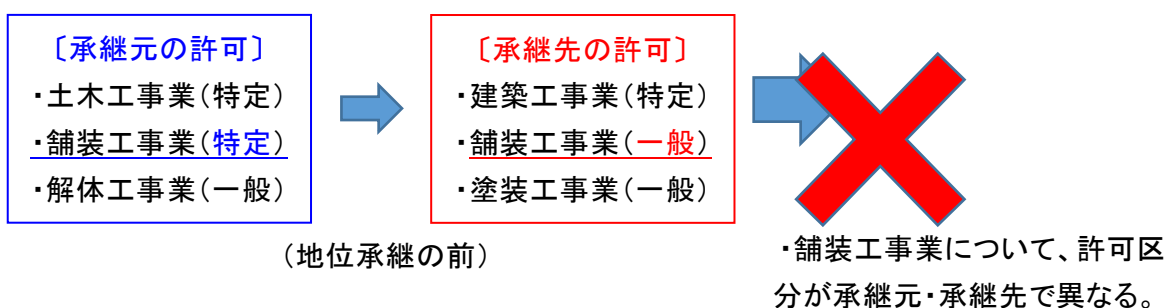 〔承継元の許可〕
・土木工事業(特定)
・舗装工事業(特定)
・解体工事業(一般)
〔承継先の許可〕
・建築工事業(特定)
・舗装工事業(一般)
・塗装工事業(一般)
(地位承継の前)
・舗装工事業について、許可区
分が承継元・承継先で異なる。